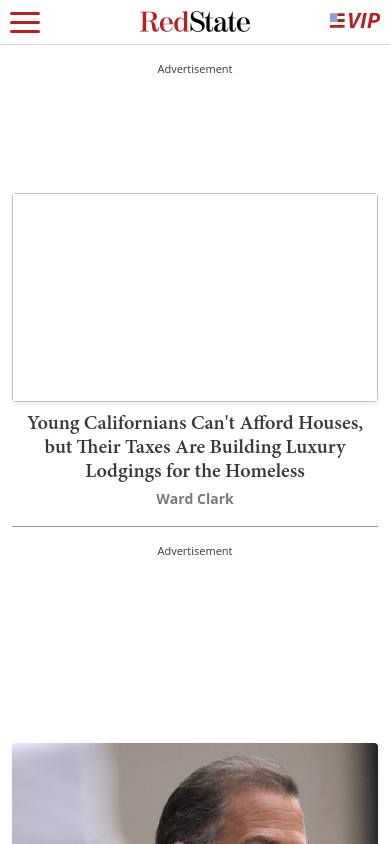 RedState
VIP
Advertisement
Young Californians Can't Afford Houses,
but Their Taxes Are Building Luxury
Lodgings for the Homeless
Ward Clark
Advertisement